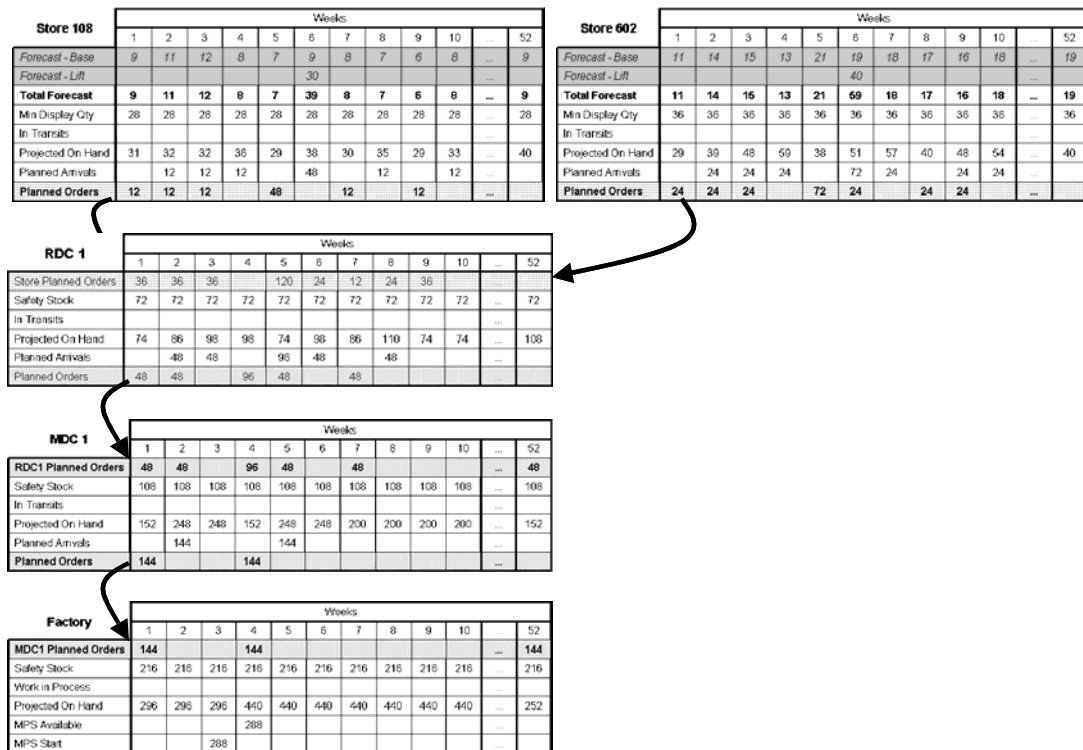 Store 108
Weeks
1 2 3 4 5 6 7 8 9 10 ... 52
Forecast - Base 9 11 12 8 7 9 8 7 6 8 ... 9
Forecast - Lift 30 ...
Total Forecast 9 11 12 8 7 39 8 7 6 8 ... 9
Min Display Qty 28 28 28 28 28 28 28 28 28 28 ... 28
In Transits ...
Projected On Hand 31 32 32 36 29 38 30 35 29 33 ... 40
Planned Arrivals 12 12 12 48 12 12 ...
Planned Orders 12 12 12 48 12 12 ...
Store 602
Weeks
1 2 3 4 5 6 7 8 9 10 ... 52
Forecast - Base 11 14 15 13 21 19 18 17 16 18 ... 19
Forecast - Lift 40 ...
Total Forecast 11 14 15 13 21 59 18 17 16 18 ... 19
Min Display Qty 36 36 36 36 36 36 36 36 36 36 ... 36
In Transits ...
Projected On Hand 29 39 48 59 38 51 57 40 48 54 ... 40
Planned Arrivals 24 24 24 72 24 24 24 ...
Planned Orders 24 24 24 72 24 24 24 ...
RDC 1
Weeks
1 2 3 4 5 6 7 8 9 10 ... 52
Store Planned Orders 36 36 36 120 24 12 24 36 ...
Safety Stock 72 72 72 72 72 72 72 72 72 72 ... 72
In Transits ...
Projected On Hand 74 86 98 98 74 98 86 110 74 74 ... 108
Planned Arrivals 48 48 96 48 48 ...
Planned Orders 48 48 96 48 48 ...
MDC 1
Weeks
1 2 3 4 5 6 7 8 9 10 ... 52
RDC1 Planned Orders 48 48 96 48 48 ... 48
Safety Stock 108 108 108 108 108 108 108 108 108 108 ... 108
In Transits ...
Projected On Hand 152 248 248 152 248 248 200 200 200 200 ... 152
Planned Arrivals 144 144 ...
Planned Orders 144 144 ...
Factory
Weeks
1 2 3 4 5 6 7 8 9 10 ... 52
MDC1 Planned Orders 144 144 ... 144
Safety Stock 216 216 216 216 216 216 216 216 216 216 ... 216
Work in Process ...
Projected On Hand 296 296 296 440 440 440 440 440 440 440 ... 252
MPS Available 288 ...
MPS Start 288 ...